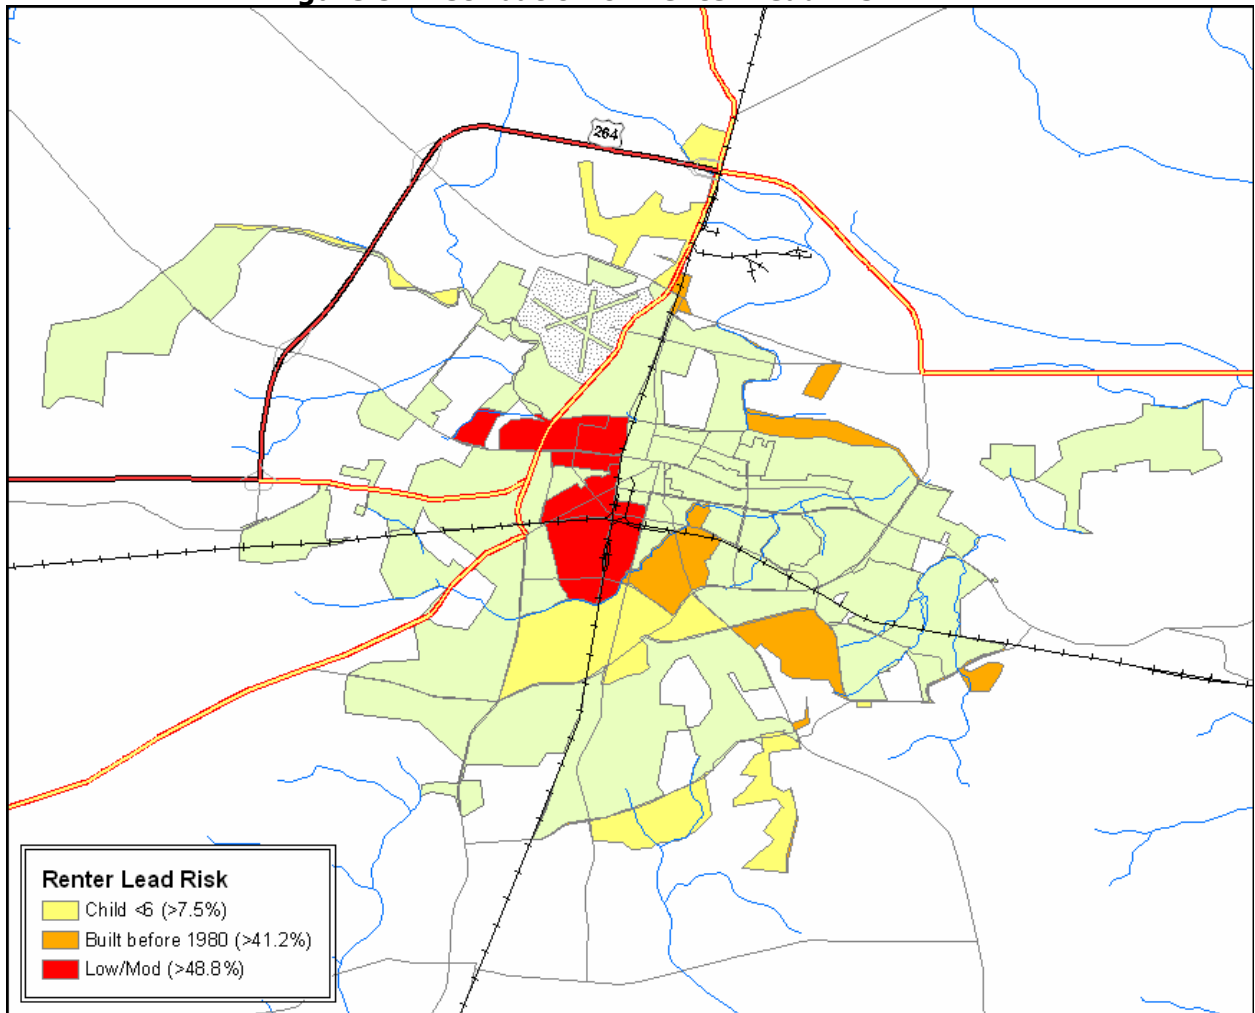 264
Renter Lead Risk
Child <6 (>7.5%)
Built before 1980 (>41.2%)
Low/Mod (>48.8%)